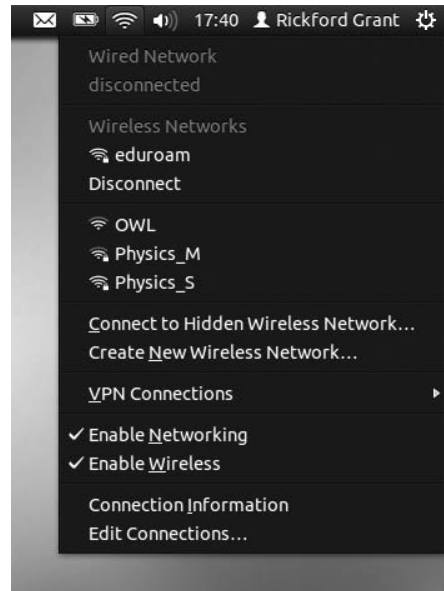 17:40 Rickford Grant
Wired Network
disconnected
Wireless Networks
eduroam
Disconnect
OWL
Physics_M
Physics_S
Connect to Hidden Wireless Network...
Create New Wireless Network...
VPN Connections
Enable Networking
Enable Wireless
Connection Information
Edit Connections...